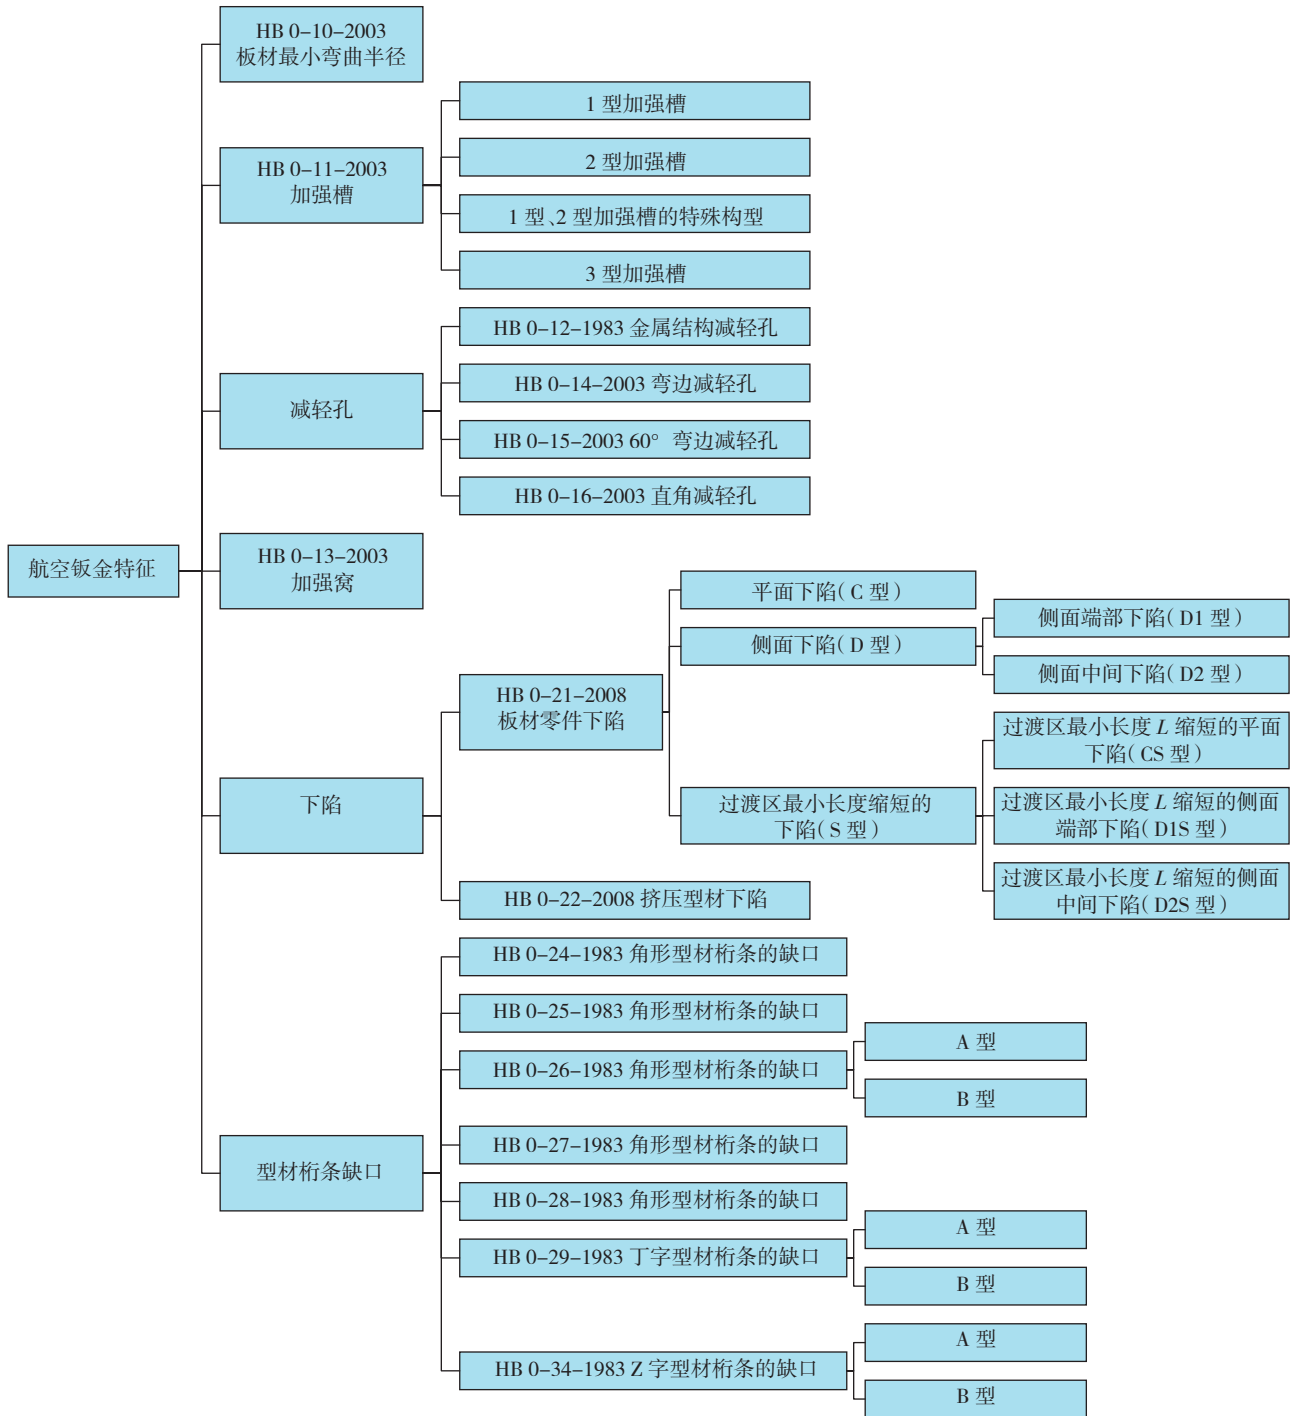 HB 0–10–2003
板材最小弯曲半径
1 型加强槽
2 型加强槽
HB 0–11–2003
加强槽
1 型、2 型加强槽的特殊构型
3 型加强槽
HB 0–12–1983 金属结构减轻孔
HB 0–14–2003 弯边减轻孔
减轻孔
HB 0–15–2003 60° 弯边减轻孔
HB 0–16–2003 直角减轻孔
航空钣金特征
HB 0–13–2003
加强窝
平面下陷(C 型)
侧面端部下陷(D1 型)
侧面下陷(D 型)
侧面中间下陷(D2 型)
HB 0–21–2008
板材零件下陷
过渡区最小长度 L 缩短的平面
下陷(CS 型)
下陷
过渡区最小长度缩短的
下陷(S 型)
过渡区最小长度 L 缩短的侧面
端部下陷(D1S 型)
过渡区最小长度 L 缩短的侧面
中间下陷(D2S 型)
HB 0–22–2008 挤压型材下陷
HB 0–24–1983 角形型材桁条的缺口
HB 0–25–1983 角形型材桁条的缺口
A 型
HB 0–26–1983 角形型材桁条的缺口
B 型
HB 0–27–1983 角形型材桁条的缺口
型材桁条缺口
HB 0–28–1983 角形型材桁条的缺口
A 型
HB 0–29–1983 丁字型材桁条的缺口
B 型
A 型
HB 0–34–1983 Z 字型材桁条的缺口
B 型